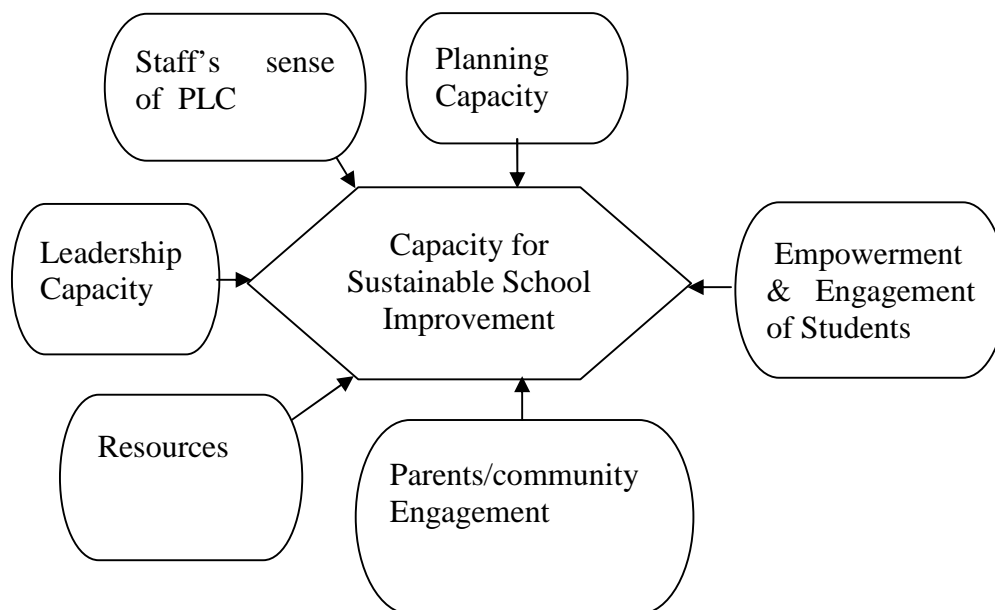 Staff’s sense
of PLC
Planning
Capacity
Leadership
Capacity
Capacity for
Sustainable School
Improvement
Empowerment
& Engagement
of Students
Resources
Parents/community
Engagement